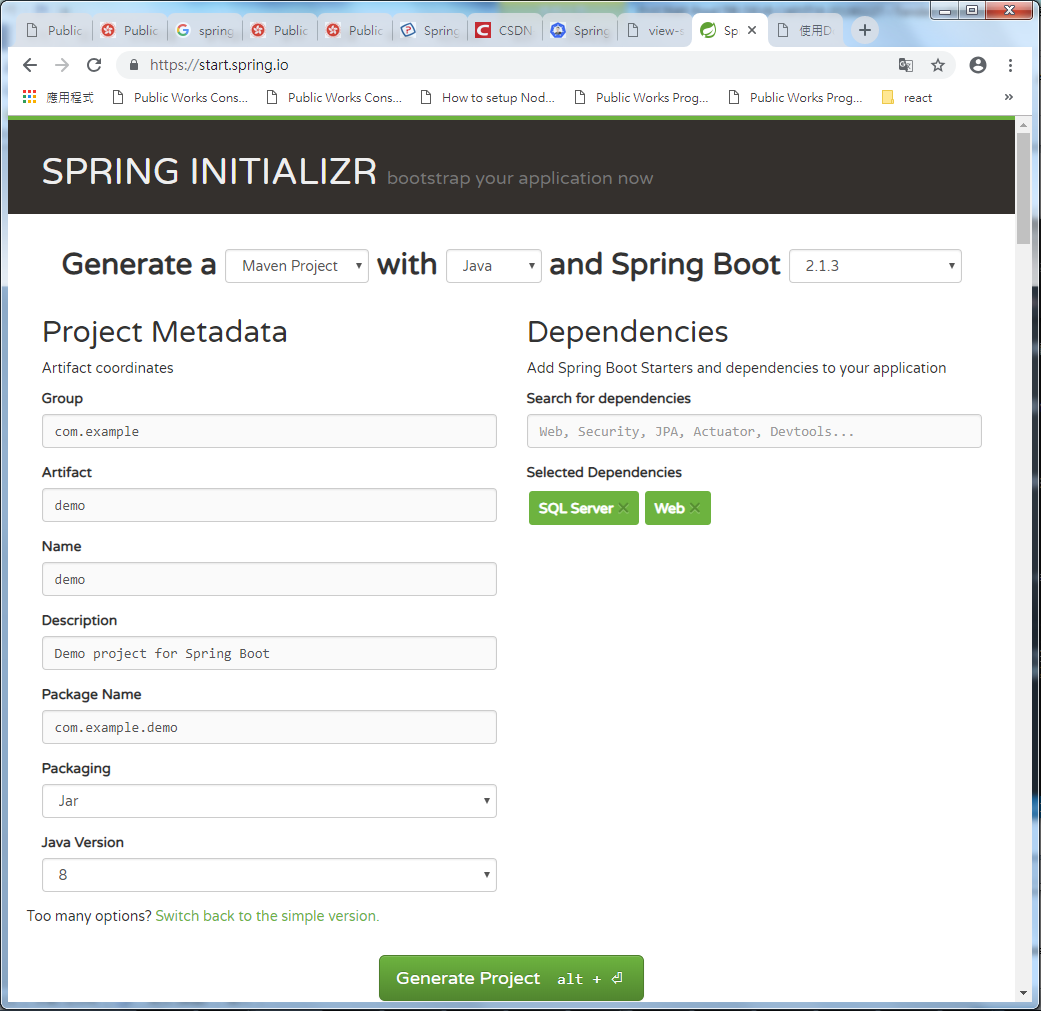 Public
Public
spring
Public
Public
Spring
CSDN
Spring
view-s
Sp
使用D
https://start.spring.io
應用程式
Public Works Cons...
Public Works Cons...
How to setup Nod...
Public Works Prog...
Public Works Prog...
react
»
SPRING INITIALIZR bootstrap your application now
Generate a Maven Project with Java and Spring Boot 2.1.3
Project Metadata
Artifact coordinates
Group
com.example
Artifact
demo
Name
demo
Description
Demo project for Spring Boot
Package Name
com.example.demo
Packaging
Jar
Java Version
8
Too many options? Switch back to the simple version.
Dependencies
Add Spring Boot Starters and dependencies to your application
Search for dependencies
Web, Security, JPA, Actuator, Devtools...
Selected Dependencies
SQL Server ×
Web ×
Generate Project alt + ⏎